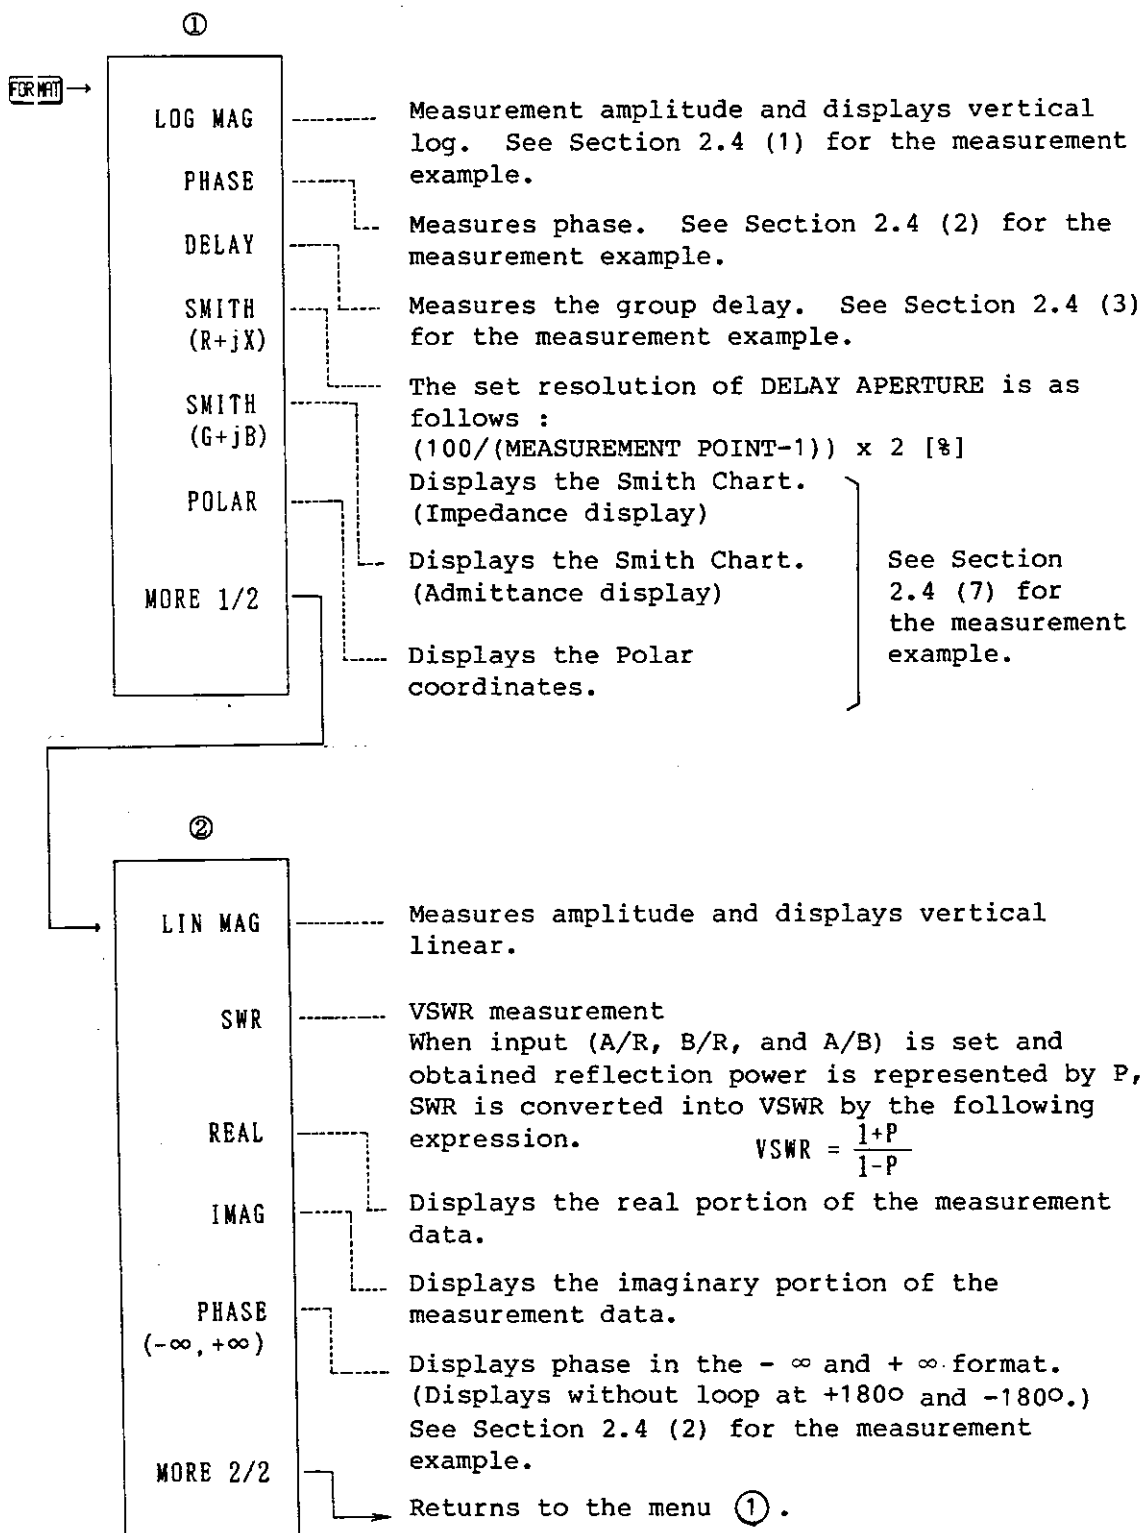 ①
FORMAT →
LOG MAG
Measurement amplitude and displays vertical
log. See Section 2.4 (1) for the measurement
example.
PHASE
Measures phase. See Section 2.4 (2) for the
measurement example.
DELAY
Measures the group delay. See Section 2.4 (3)
for the measurement example.
SMITH
(R+jX)
The set resolution of DELAY APERTURE is as
follows :
(100/(MEASUREMENT POINT-1)) x 2 [%]
Displays the Smith Chart.
(Impedance display)
SMITH
(G+jB)
Displays the Smith Chart.
(Admittance display)
POLAR
Displays the Polar
coordinates.
See Section
2.4 (7) for
the measurement
example.
MORE 1/2
②
LIN MAG
Measures amplitude and displays vertical
linear.
SWR
VSWR measurement
When input (A/R, B/R, and A/B) is set and
obtained reflection power is represented by P,
SWR is converted into VSWR by the following
expression.
VSWR = 1+P
1-P
REAL
Displays the real portion of the measurement
data.
IMAG
Displays the imaginary portion of the
measurement data.
PHASE
(-∞, +∞)
Displays phase in the - ∞ and + ∞ format.
(Displays without loop at +180o and -180o.)
See Section 2.4 (2) for the measurement
example.
MORE 2/2
Returns to the menu ①.